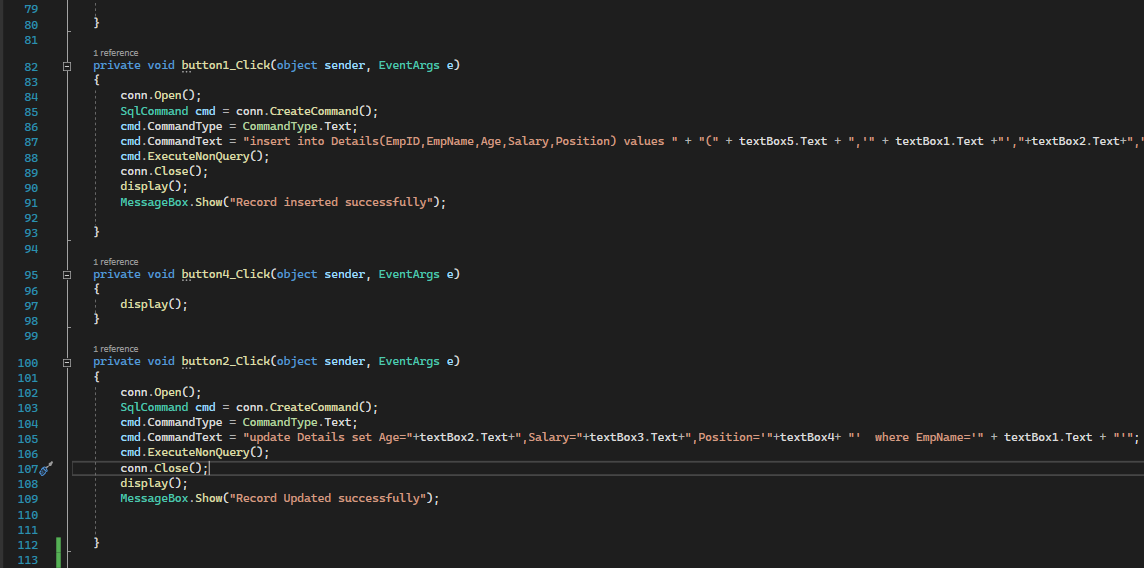 79
80 }
81
1 reference
82 private void button1_Click(object sender, EventArgs e)
83 {
84 conn.Open();
85 SqlCommand cmd = conn.CreateCommand();
86 cmd.CommandType = CommandType.Text;
87 cmd.CommandText = "insert into Details(EmpID,EmpName,Age,Salary,Position) values " + "(" + textBox5.Text + ",'" + textBox1.Text +"',"+textBox2.Text+","
88 cmd.ExecuteNonQuery();
89 conn.Close();
90 display();
91 MessageBox.Show("Record inserted successfully");
92
93 }
94
1 reference
95 private void button4_Click(object sender, EventArgs e)
96 {
97 display();
98 }
99
1 reference
100 private void button2_Click(object sender, EventArgs e)
101 {
102 conn.Open();
103 SqlCommand cmd = conn.CreateCommand();
104 cmd.CommandType = CommandType.Text;
105 cmd.CommandText = "update Details set Age="+textBox2.Text+",Salary="+textBox3.Text+",Position='"+textBox4+ "'  where EmpName='" + textBox1.Text + "'";
106 cmd.ExecuteNonQuery();
107 conn.Close();
108 display();
109 MessageBox.Show("Record Updated successfully");
110
111
112 }
113